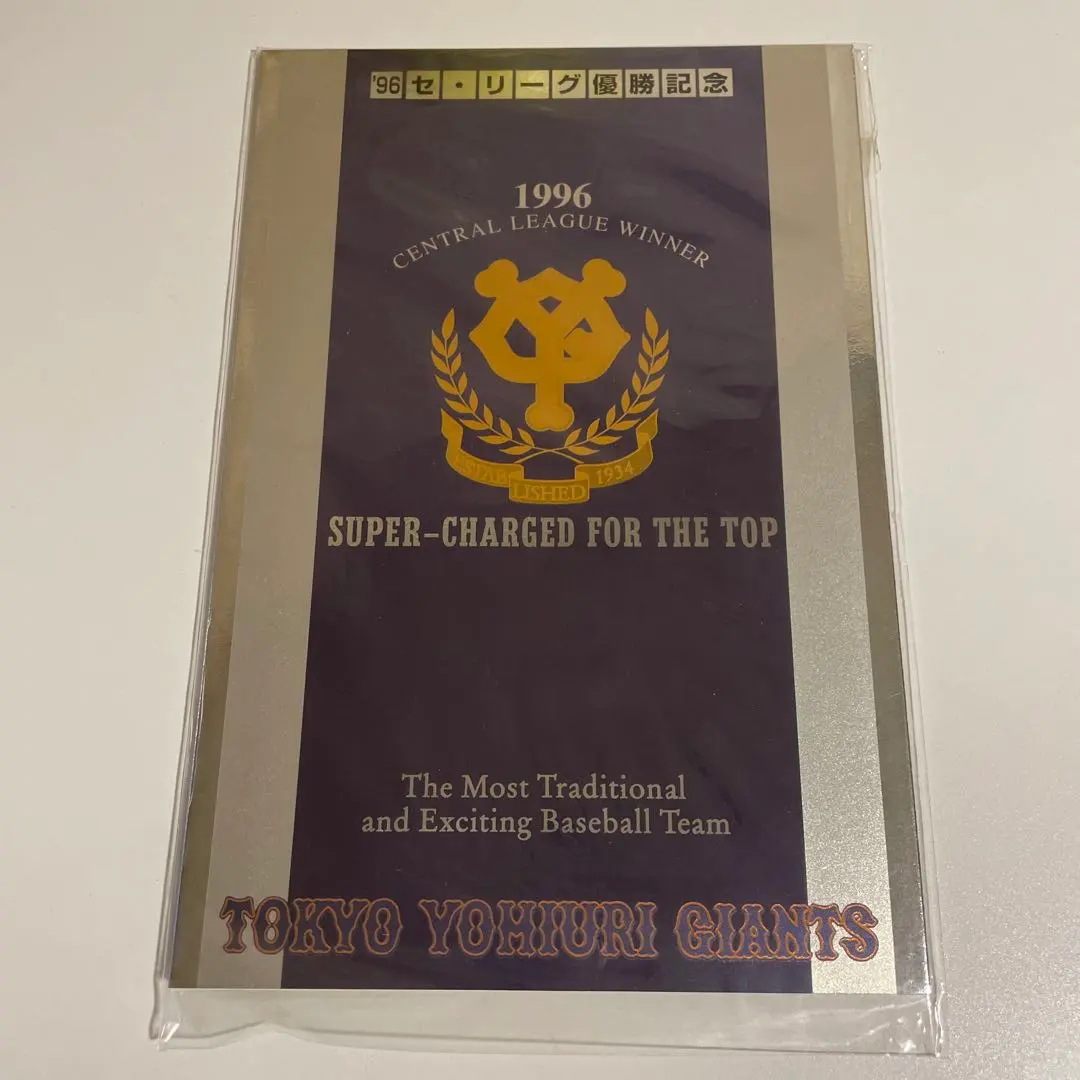 '96セ・リーグ優勝記念
1996
CENTRAL LEAGUE WINNER
ESTABLISHED 1934
SUPER-CHARGED FOR THE TOP
The Most Traditional
and Exciting Baseball Team
TOKYO YOMIURI GIANTS